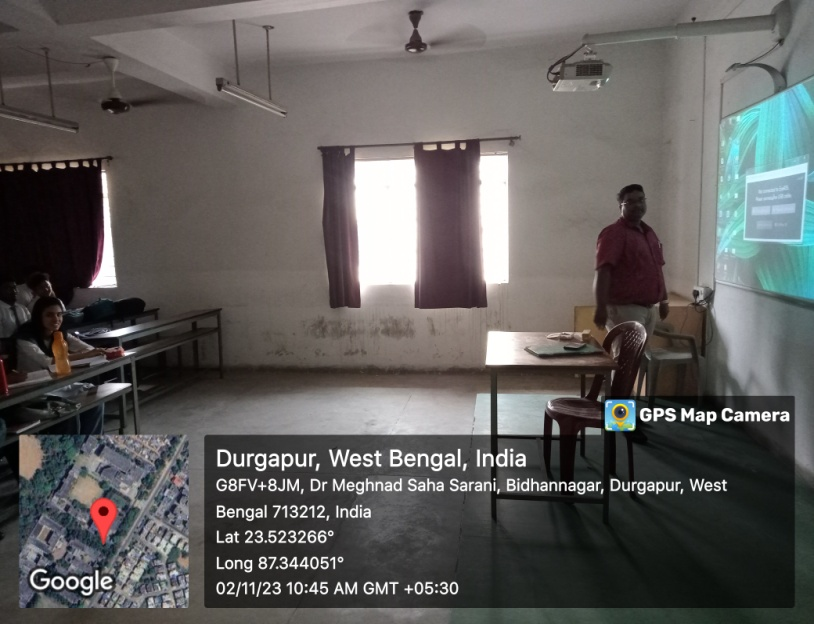 GPS Map Camera
Durgapur, West Bengal, India
G8FV+8JM, Dr Meghnad Saha Sarani, Bidhannagar, Durgapur, West
Bengal 713212, India
Lat 23.523266°
Long 87.344051°
02/11/23 10:45 AM GMT +05:30
Google